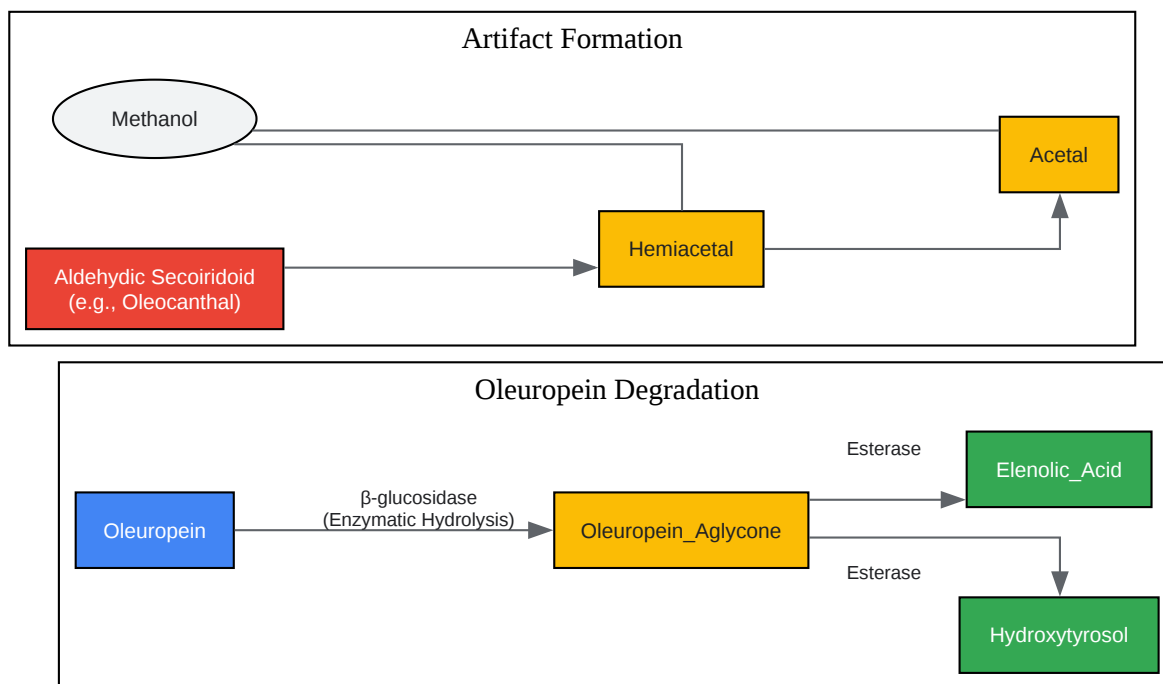 Artifact Formation
Methanol
Acetal
Hemiacetal
Aldehydic Secoiridoid
(e.g., Oleocanthal)
Oleuropein Degradation
Esterase
Elenolic_Acid
β-glucosidase
(Enzymatic Hydrolysis)
Oleuropein
Oleuropein_Aglycone
Esterase
Hydroxytyrosol